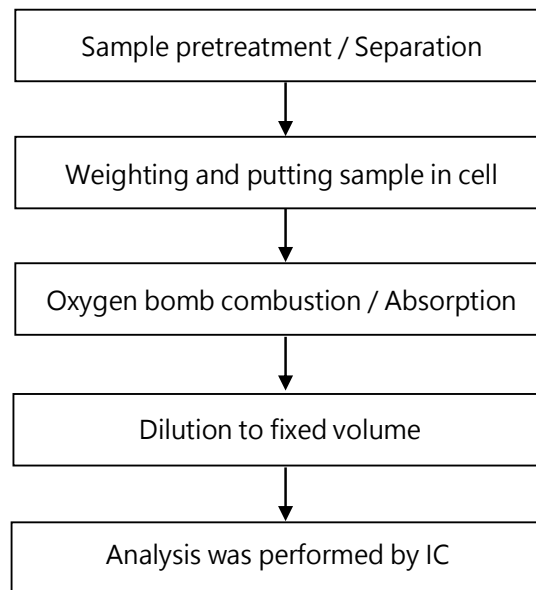 Sample pretreatment / Separation
Weighting and putting sample in cell
Oxygen bomb combustion / Absorption
Dilution to fixed volume
Analysis was performed by IC